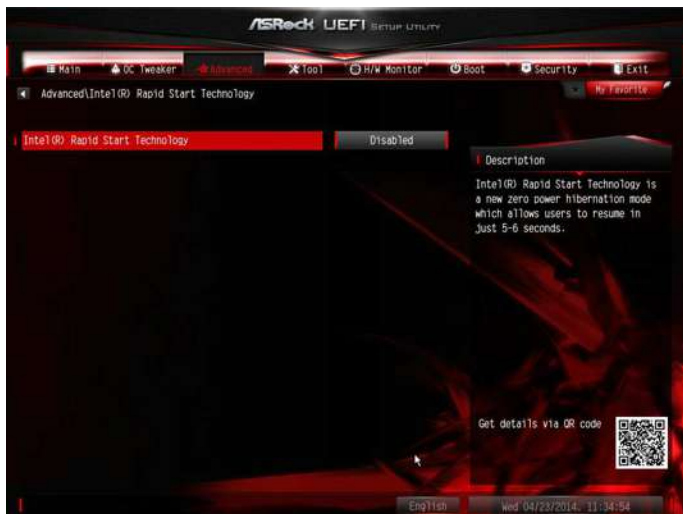 ASRock UEFI SETUP UTILITY
Main OC Tweaker Advanced Tool H/W Monitor Boot Security Exit
Advanced\Intel(R) Rapid Start Technology
My Favorite
Intel(R) Rapid Start Technology Disabled
Description
Intel(R) Rapid Start Technology is
a new zero power hibernation mode
which allows users to resume in
just 5-6 seconds.
Get details via QR code
English Wed 04/23/2014. 11:34:54